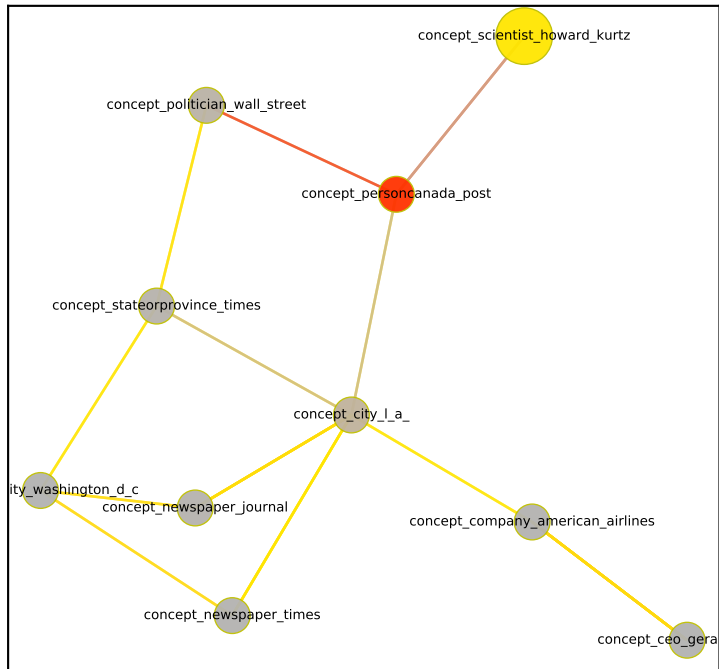 concept_scientist_howard_kurtz
concept_politician_wall_street
concept_personcanada_post
concept_stateorprovince_times
concept_city_l_a_
ity_washington_d_c
concept_newspaper_journal
concept_company_american_airlines
concept_newspaper_times
concept_ceo_gera